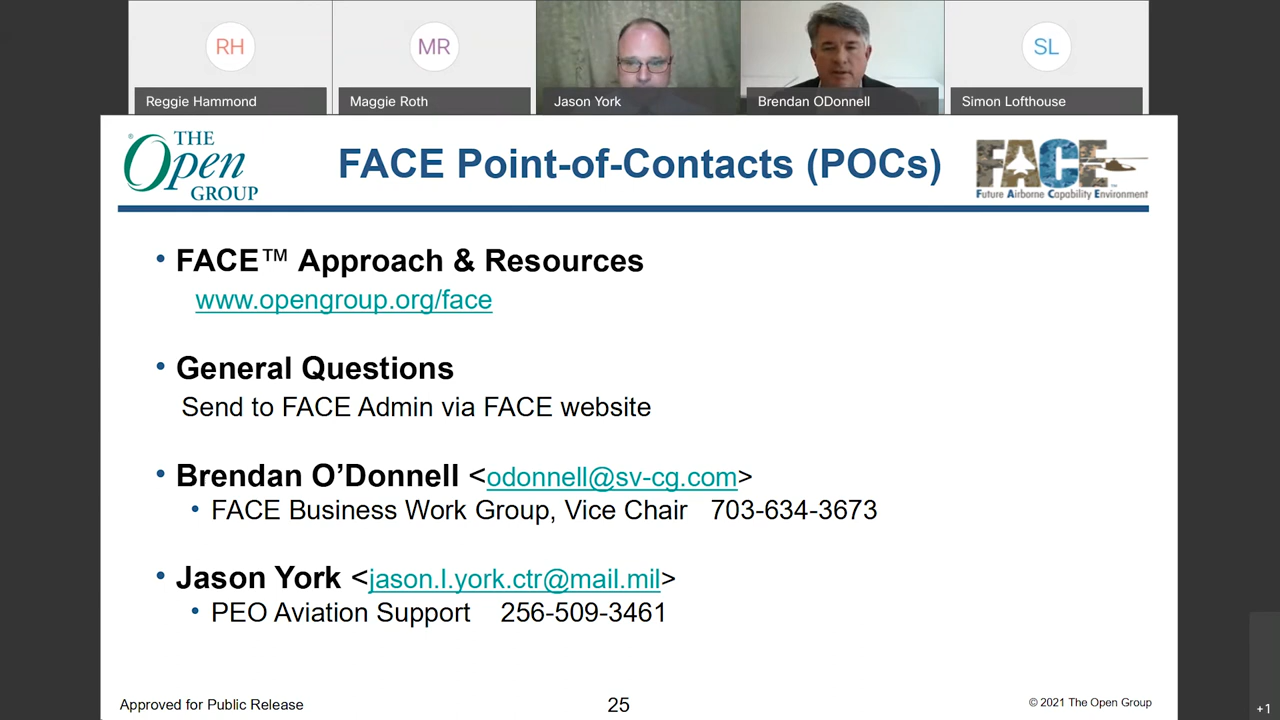 RH
MR
SL
Reggie Hammond
Maggie Roth
Jason York
Brendan ODonnell
Simon Lofthouse
® THE
Open
GROUP
FACE Point-of-Contacts (POCs)
FACE™
Future Airborne Capability Environment
• FACE™ Approach & Resources
www.opengroup.org/face
• General Questions
Send to FACE Admin via FACE website
• Brendan O’Donnell <odonnell@sv-cg.com>
• FACE Business Work Group, Vice Chair 703-634-3673
• Jason York <jason.l.york.ctr@mail.mil>
• PEO Aviation Support 256-509-3461
Approved for Public Release
25
© 2021 The Open Group
+1